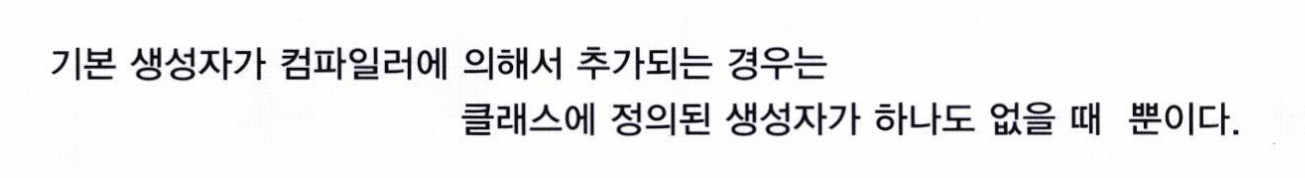 기본 생성자가 컴파일러에 의해서 추가되는 경우는
클래스에 정의된 생성자가 하나도 없을 때 뿐이다.